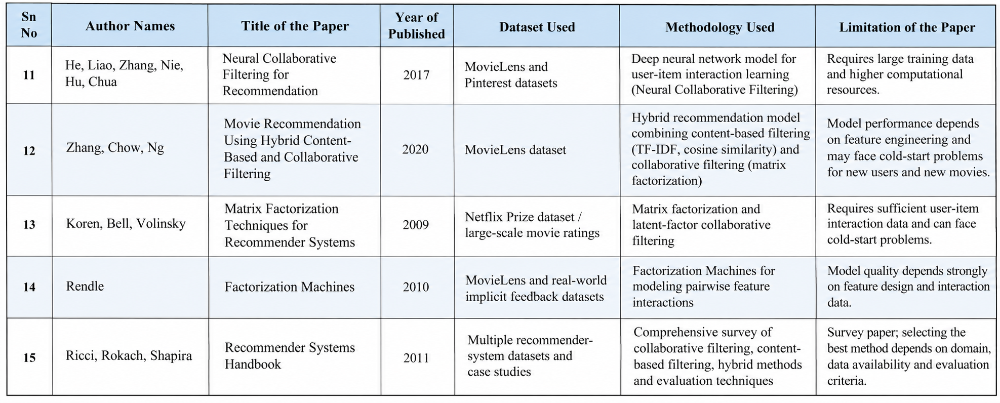 Sn
No
Author Names
Title of the Paper
Year of
Published
Dataset Used
Methodology Used
Limitation of the Paper
11
He, Liao, Zhang, Nie,
Hu, Chua
Neural Collaborative
Filtering for
Recommendation
2017
MovieLens and
Pinterest datasets
Deep neural network model for
user-item interaction learning
(Neural Collaborative Filtering)
Requires large training data
and higher computational
resources.
12
Zhang, Chow, Ng
Movie Recommendation
Using Hybrid Content-
Based and Collaborative
Filtering
2020
MovieLens dataset
Hybrid recommendation model
combining content-based filtering
(TF-IDF, cosine similarity) and
collaborative filtering (matrix
factorization)
Model performance depends
on feature engineering and
may face cold-start problems
for new users and new movies.
13
Koren, Bell, Volinsky
Matrix Factorization
Techniques for
Recommender Systems
2009
Netflix Prize dataset /
large-scale movie ratings
Matrix factorization and
latent-factor collaborative
filtering
Requires sufficient user-item
interaction data and can face
cold-start problems.
14
Rendle
Factorization Machines
2010
MovieLens and real-world
implicit feedback datasets
Factorization Machines for
modeling pairwise feature
interactions
Model quality depends strongly
on feature design and interaction
data.
15
Ricci, Rokach, Shapira
Recommender Systems
Handbook
2011
Multiple recommender-
system datasets and
case studies
Comprehensive survey of
collaborative filtering, content-
based filtering, hybrid methods
and evaluation techniques
Survey paper; selecting the
best method depends on domain,
data availability and evaluation
criteria.